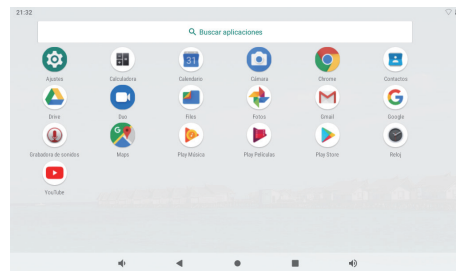 21:32
Buscar aplicaciones
Ajustes Calculadora Calendario Cámara Chrome Contactos
Drive Duo Files Fotos Gmail Google
Grabadora de sonidos Maps Play Música Play Películas Play Store Reloj
YouTube